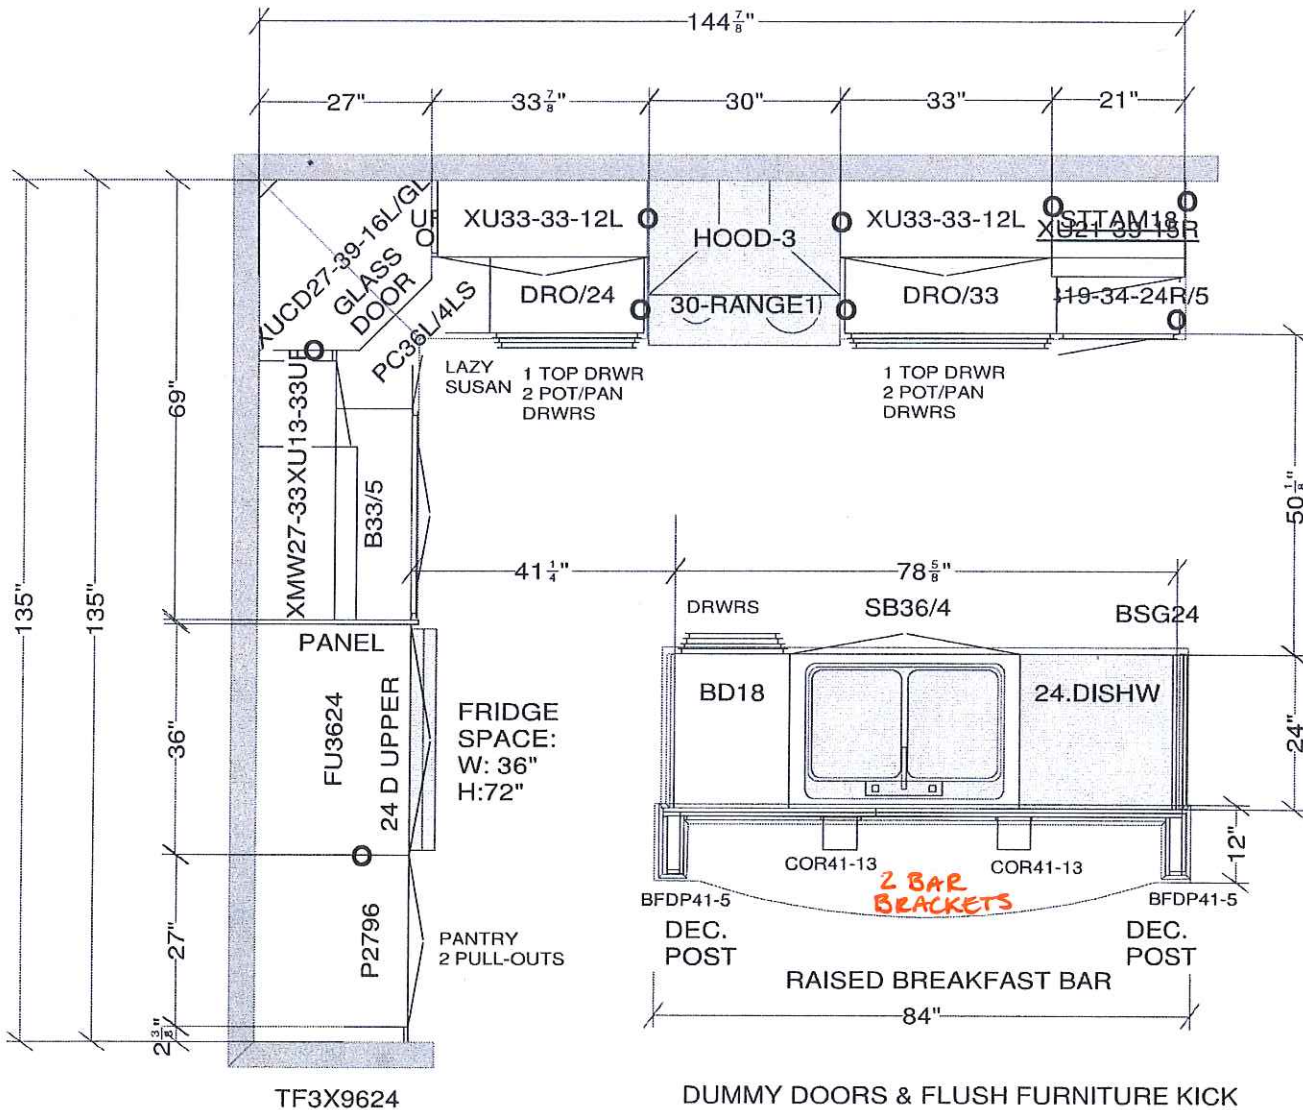 144 7/8"
27"
33 7/8"
30"
33"
21"
XUCD27-39-16L/GL
GLASS
DOOR
XU33-33-12L
HOOD-3
XU33-33-12L
STTAM18
XU21-39-15R
PC36L/4LS
DRO/24
30-RANGE1
DRO/33
319-34-24R/5
LAZY
SUSAN
1 TOP DRWR
2 POT/PAN
DRWRS
1 TOP DRWR
2 POT/PAN
DRWRS
69"
XMW27-33
XU13-33UF
B33/5
50 1/8"
135"
135"
41 1/4"
78 5/8"
DRWRS
SB36/4
BSG24
PANEL
36"
FU3624
24 D UPPER
FRIDGE
SPACE:
W: 36"
H:72"
BD18
24.DISHW
24"
12"
COR41-13
COR41-13
2 BAR
BRACKETS
BFDP41-5
BFDP41-5
DEC.
POST
DEC.
POST
27"
P2796
PANTRY
2 PULL-OUTS
RAISED BREAKFAST BAR
84"
2 3/8"
TF3X9624
DUMMY DOORS & FLUSH FURNITURE KICK